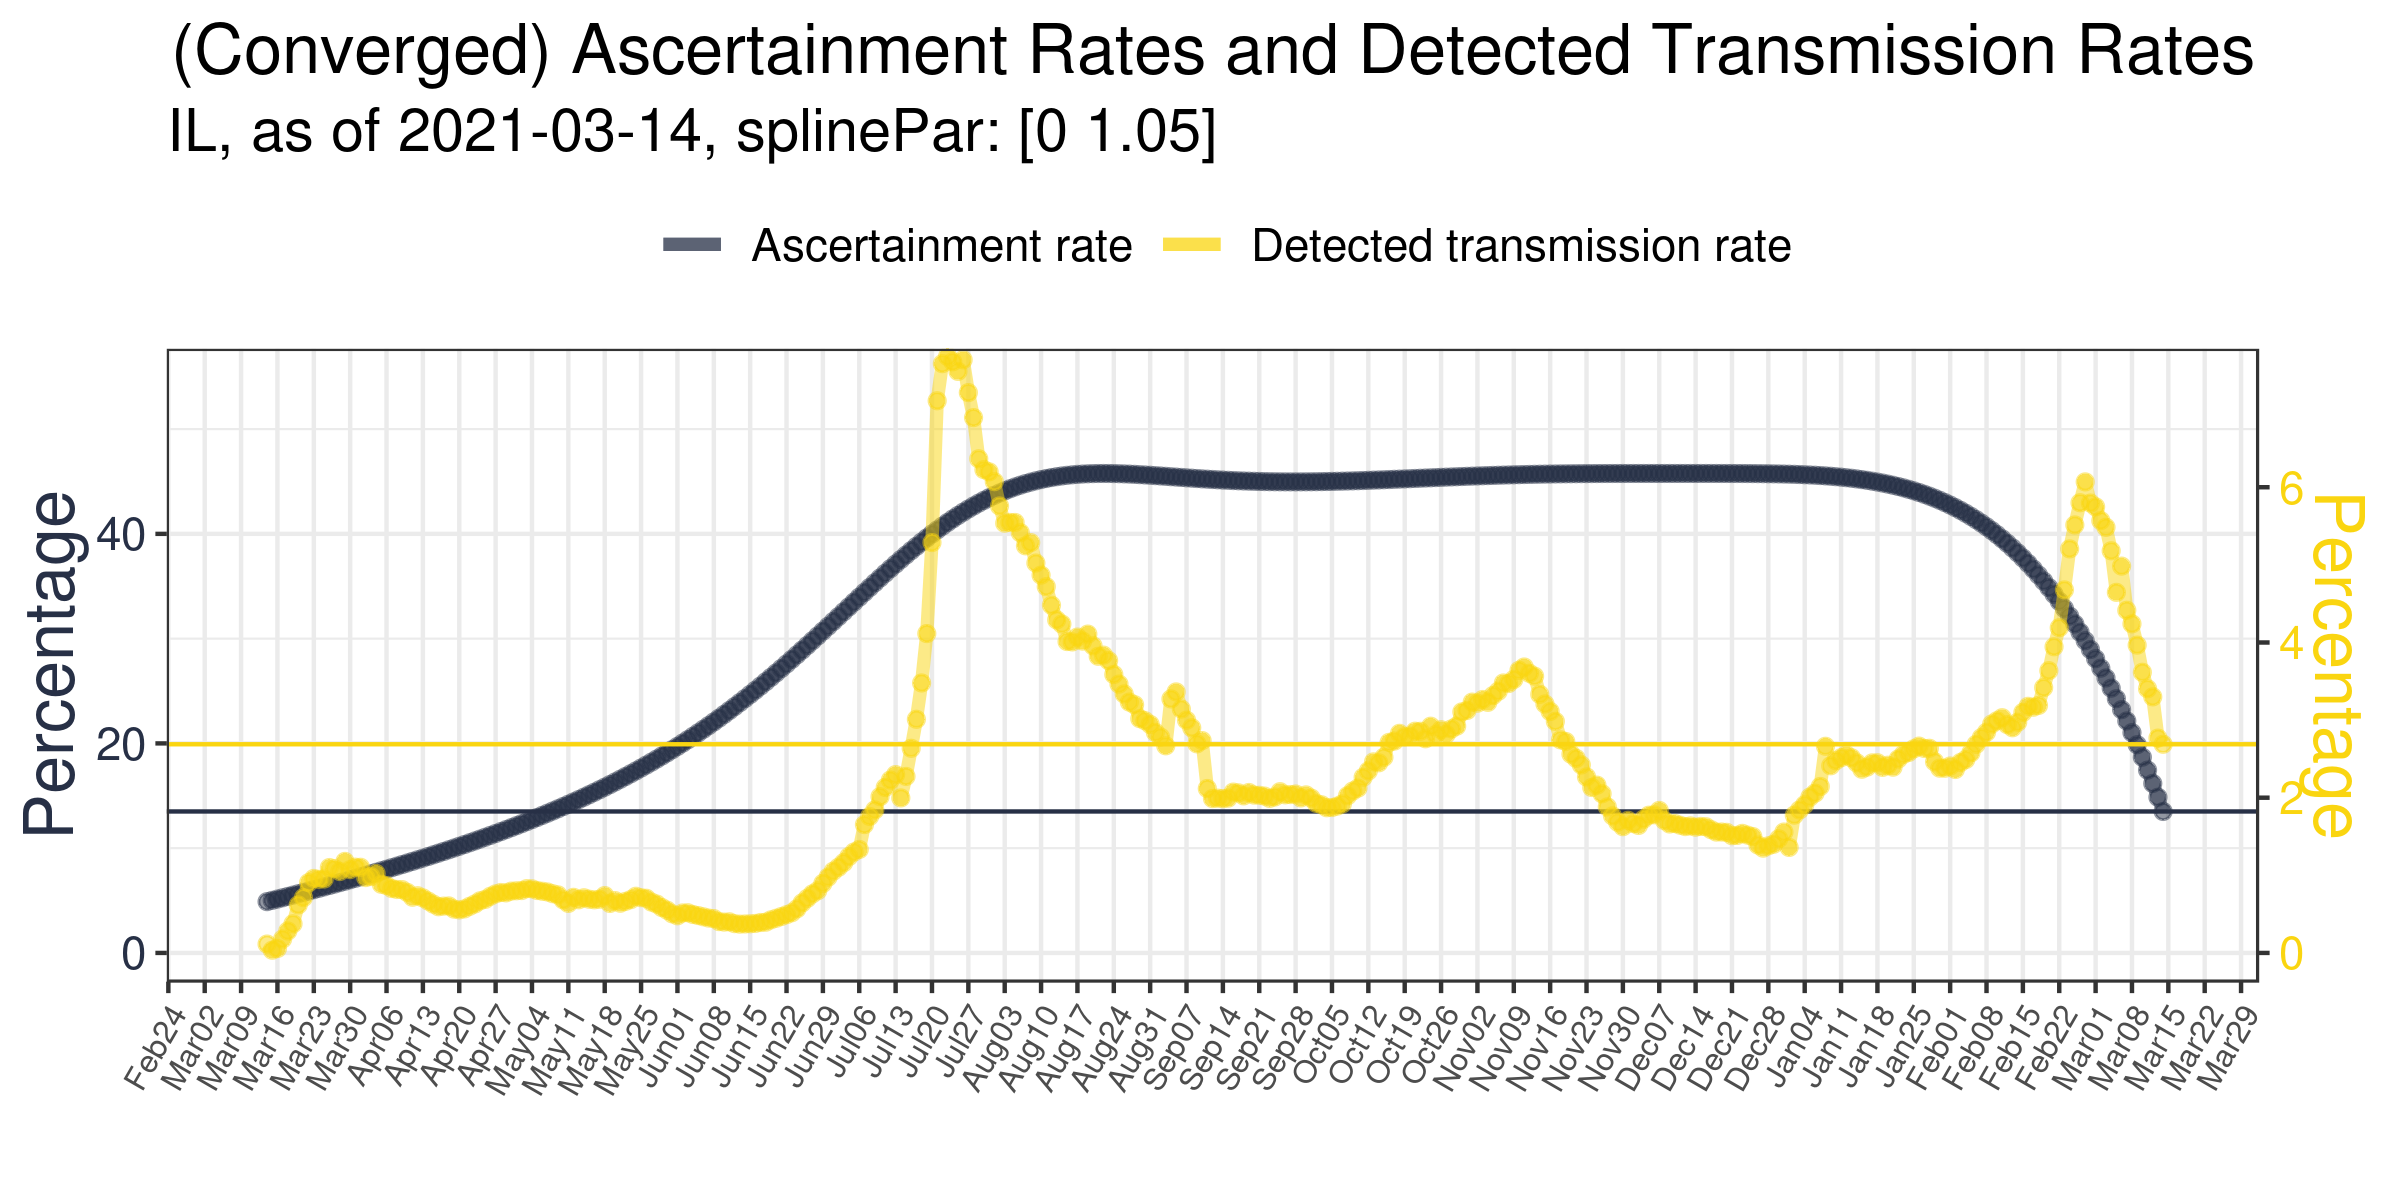 (Converged) Ascertainment Rates and Detected Transmission Rates
IL, as of 2021-03-14, splinePar: [0 1.05]
Ascertainment rate
Detected transmission rate
Percentage
40
20
0
6
4
2
0
Percentage
Feb24
Mar02
Mar09
Mar16
Mar23
Mar30
Apr06
Apr13
Apr20
Apr27
May04
May11
May18
May25
Jun01
Jun08
Jun15
Jun22
Jun29
Jul06
Jul13
Jul20
Jul27
Aug03
Aug10
Aug17
Aug24
Aug31
Sep07
Sep14
Sep21
Sep28
Oct05
Oct12
Oct19
Oct26
Nov02
Nov09
Nov16
Nov23
Nov30
Dec07
Dec14
Dec21
Dec28
Jan04
Jan11
Jan18
Jan25
Feb01
Feb08
Feb15
Feb22
Mar01
Mar08
Mar15
Mar22
Mar29